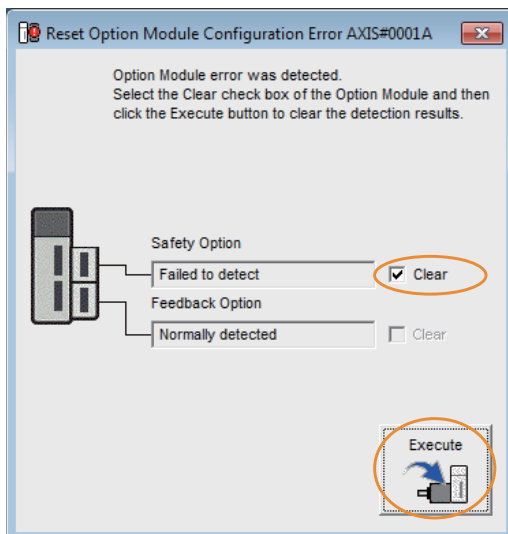 Reset Option Module Configuration Error AXIS#0001A
Option Module error was detected.
Select the Clear check box of the Option Module and then
click the Execute button to clear the detection results.
Safety Option
Failed to detect
Clear
Feedback Option
Normally detected
Clear
Execute